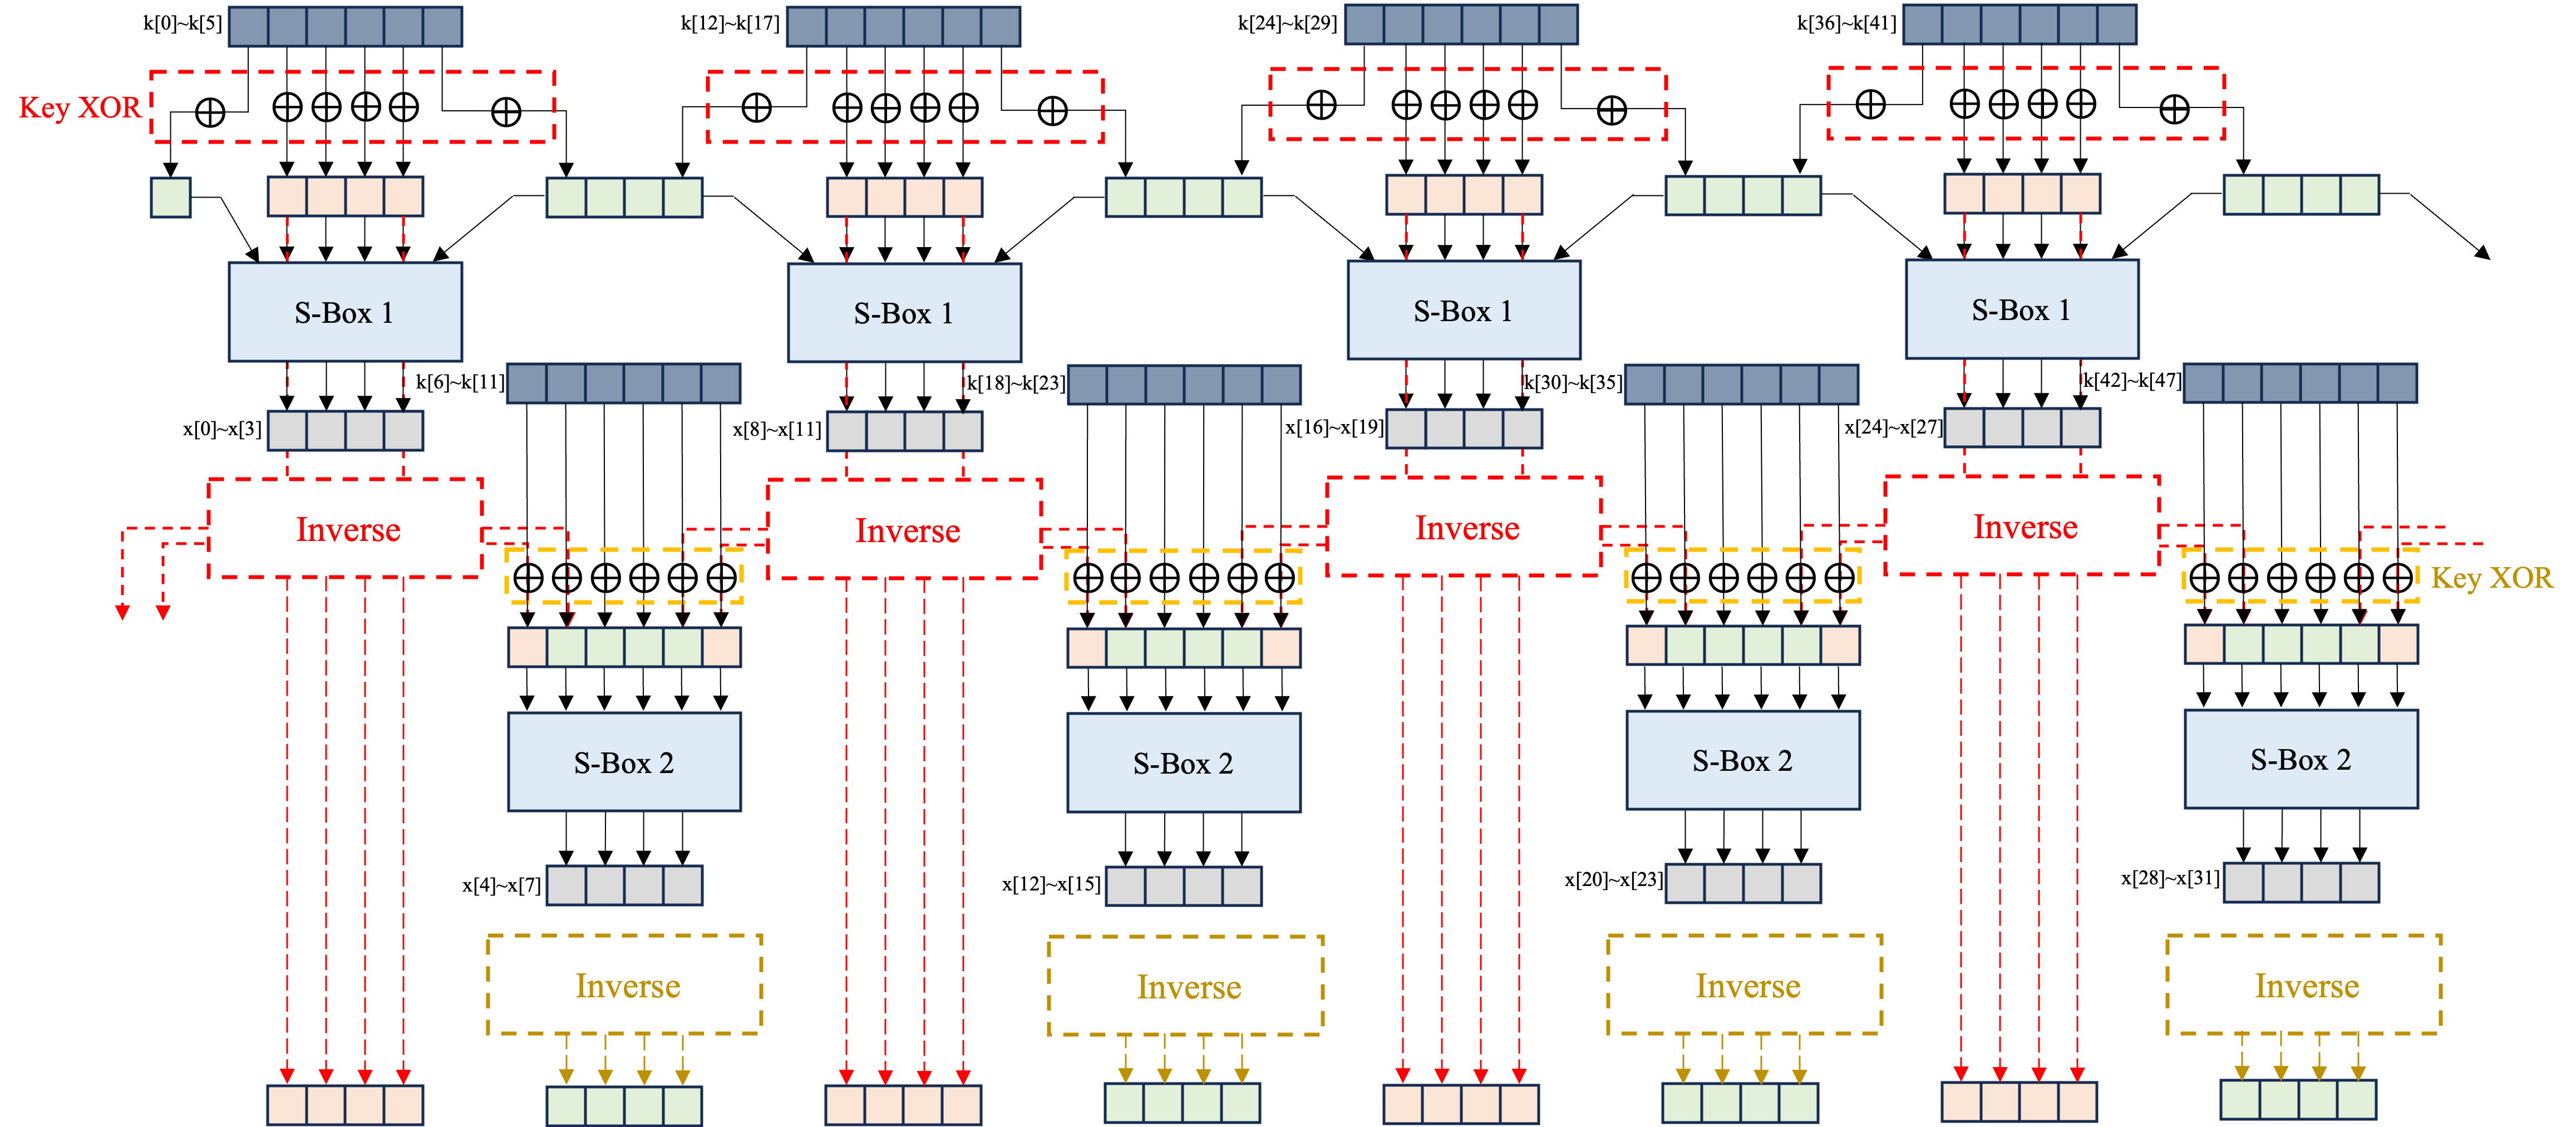 k[0]~k[5]
k[12]~k[17]
k[24]~k[29]
k[36]~k[41]
Key XOR
S-Box 1
S-Box 1
S-Box 1
S-Box 1
k[6]~k[11]
k[18]~k[23]
k[30]~k[35]
k[42]~k[47]
x[0]~x[3]
x[8]~x[11]
x[16]~x[19]
x[24]~x[27]
Inverse
Inverse
Inverse
Inverse
Key XOR
S-Box 2
S-Box 2
S-Box 2
S-Box 2
x[4]~x[7]
x[12]~x[15]
x[20]~x[23]
x[28]~x[31]
Inverse
Inverse
Inverse
Inverse